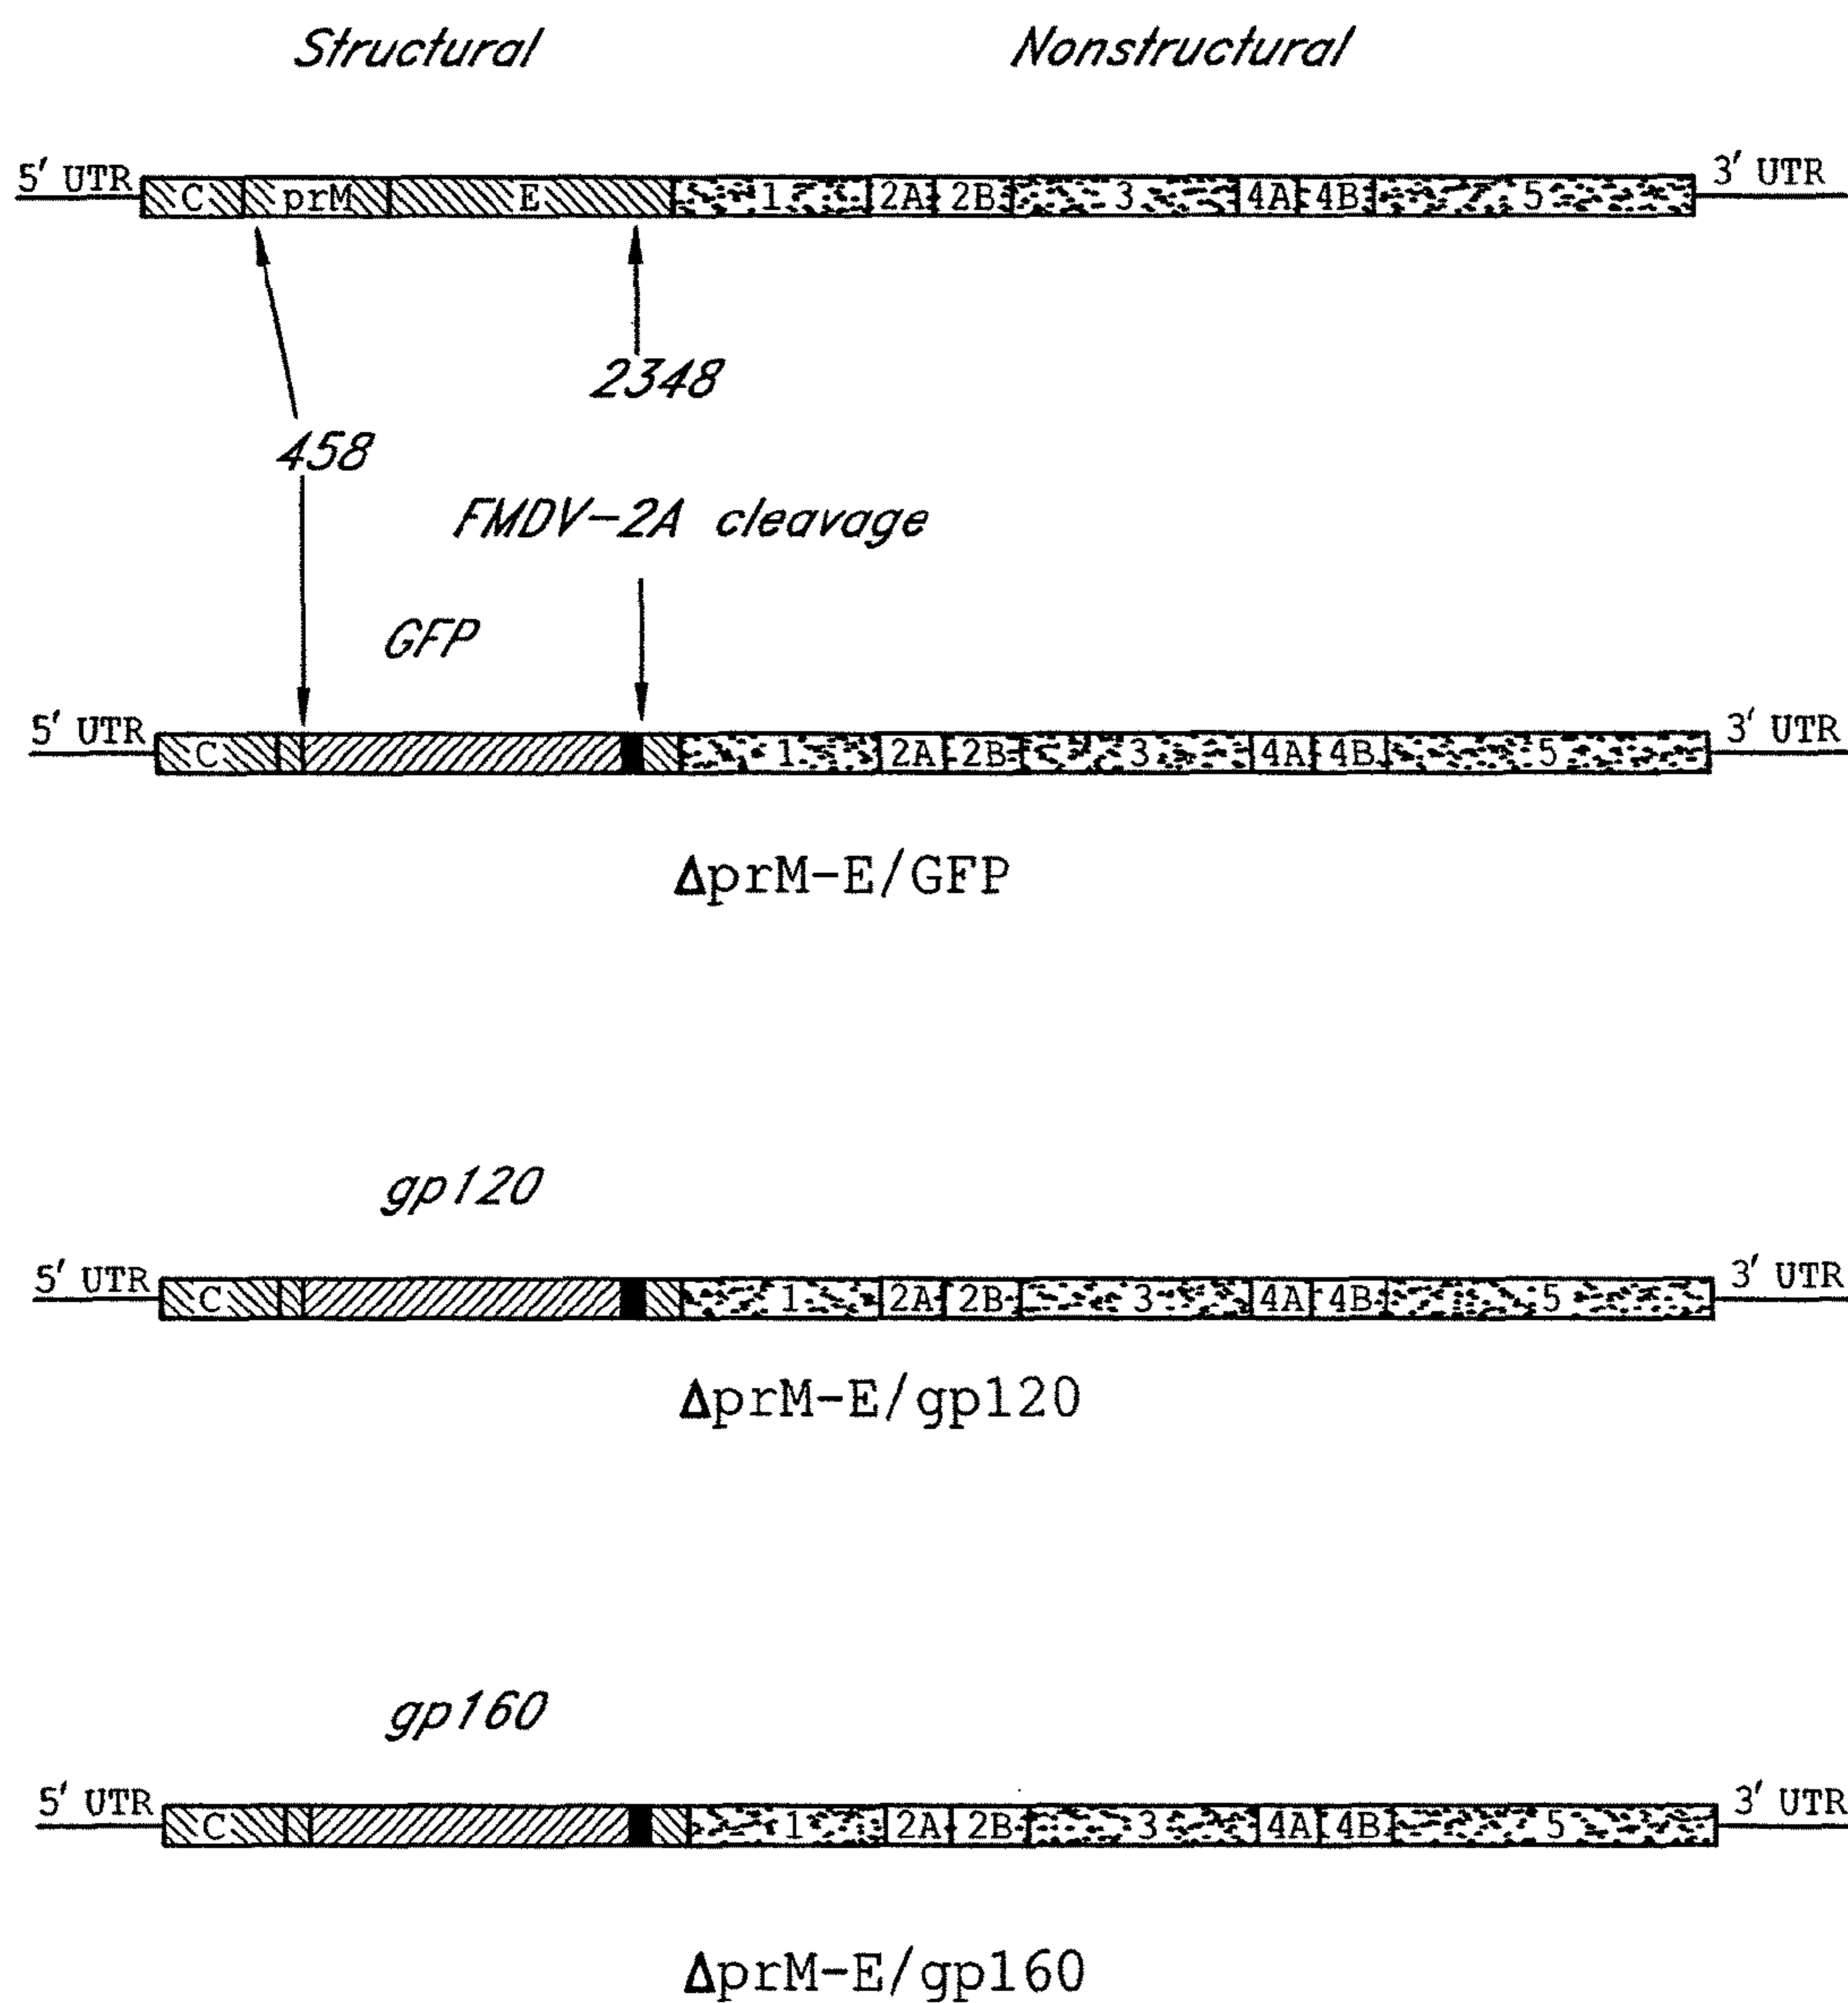 Structural Nonstructural
5' UTR C prM E 1 2A 2B 3 4A 4B 5 3' UTR
2348
458
FMDV-2A cleavage
GFP
5' UTR C 1 2A 2B 3 4A 4B 5 3' UTR
ΔprM-E/GFP
gp120
5' UTR C 1 2A 2B 3 4A 4B 5 3' UTR
ΔprM-E/gp120
gp160
5' UTR C 1 2A 2B 3 4A 4B 5 3' UTR
ΔprM-E/gp160